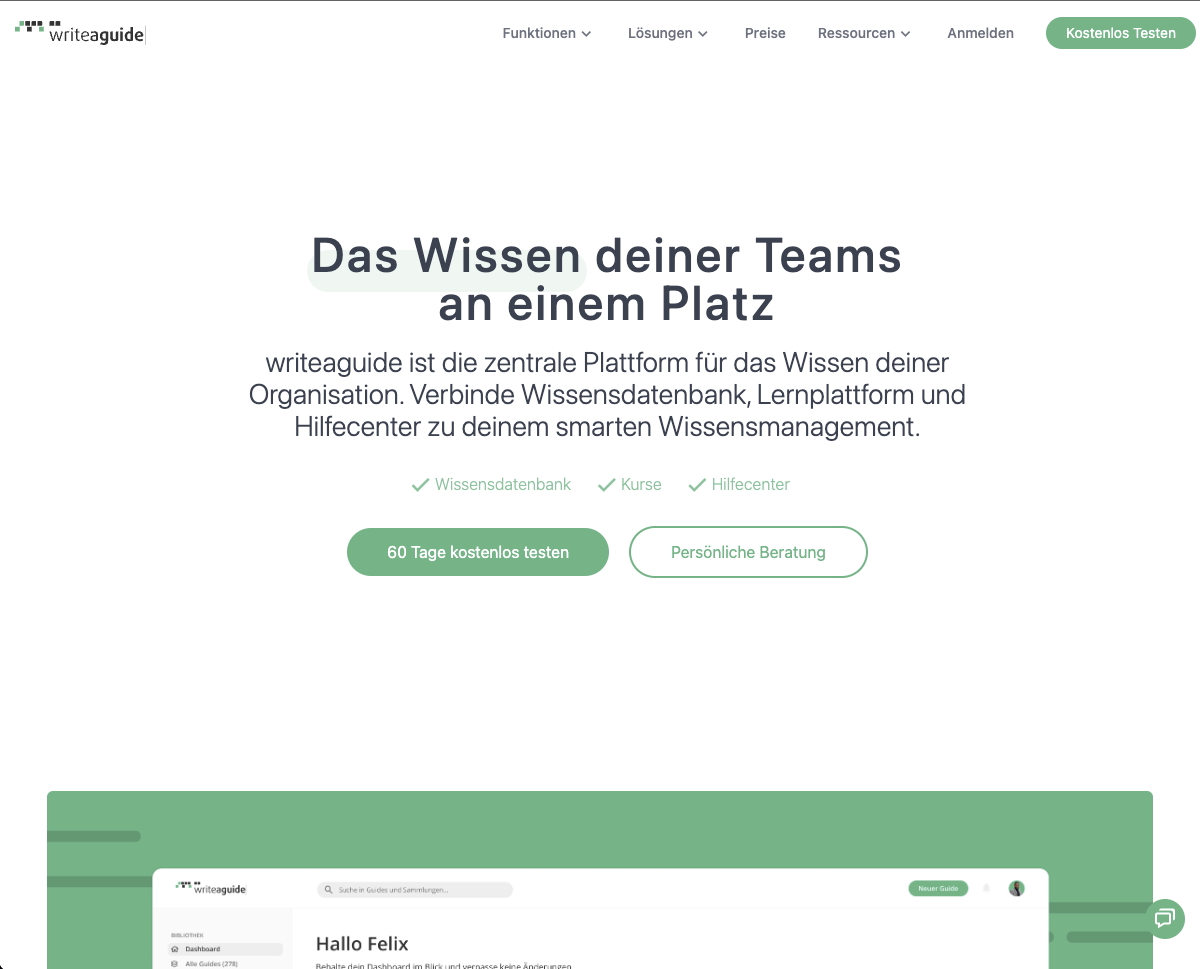 writeaguide
Funktionen
Lösungen
Preise
Ressourcen
Anmelden
Kostenlos Testen
Das Wissen deiner Teams
an einem Platz
writeaguide ist die zentrale Plattform für das Wissen deiner
Organisation. Verbinde Wissensdatenbank, Lernplattform und
Hilfecenter zu deinem smarten Wissensmanagement.
Wissensdatenbank
Kurse
Hilfecenter
60 Tage kostenlos testen
Persönliche Beratung
writeaguide
Suche in Guides und Sammlungen...
Neuer Guide
BIBLIOTHEK
Dashboard
Alle Guides (278)
Hallo Felix
Behalte dein Dashboard im Blick und verpasse keine Änderungen